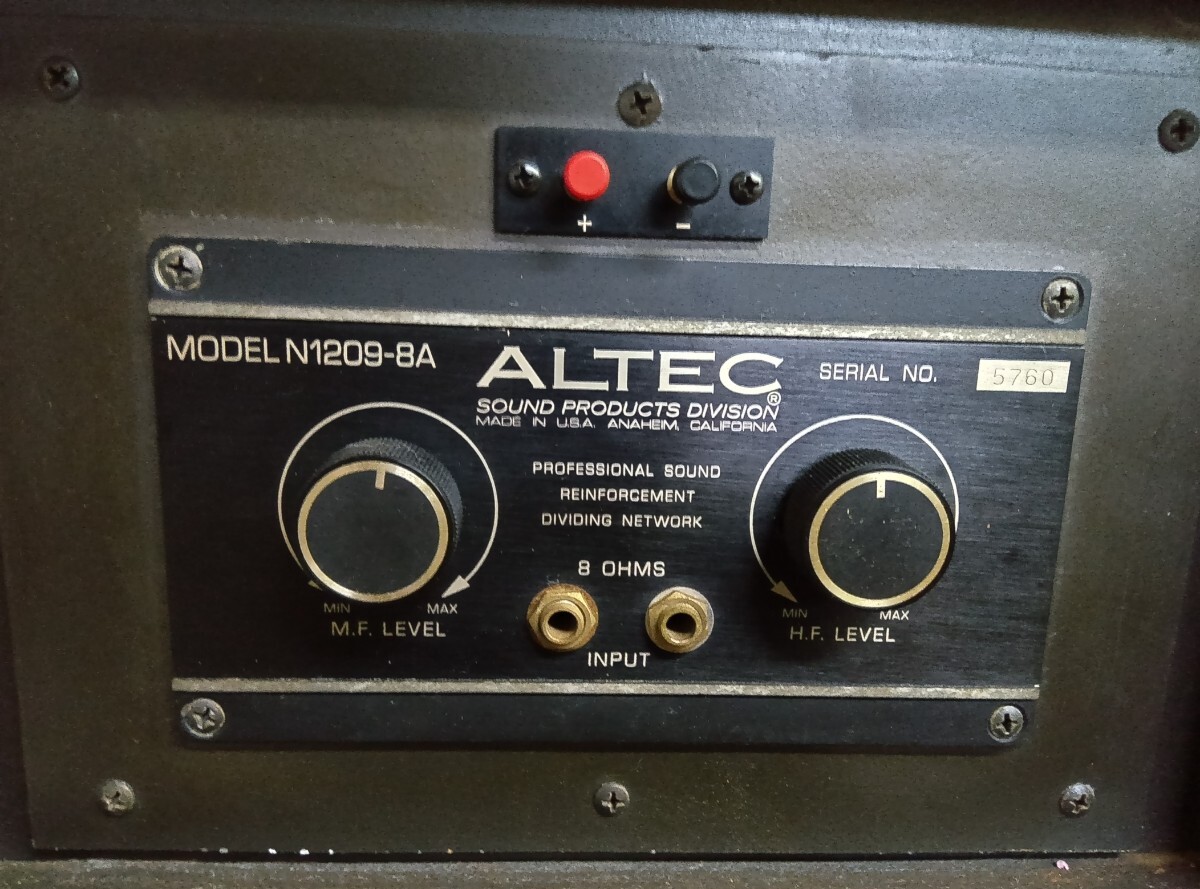 + -
MODEL N1209-8A
ALTEC®
SOUND PRODUCTS DIVISION
MADE IN U.S.A. ANAHEIM, CALIFORNIA
SERIAL NO. 5760
PROFESSIONAL SOUND
REINFORCEMENT
DIVIDING NETWORK
8 OHMS
INPUT
MIN MAX
M.F. LEVEL
MIN MAX
H.F. LEVEL